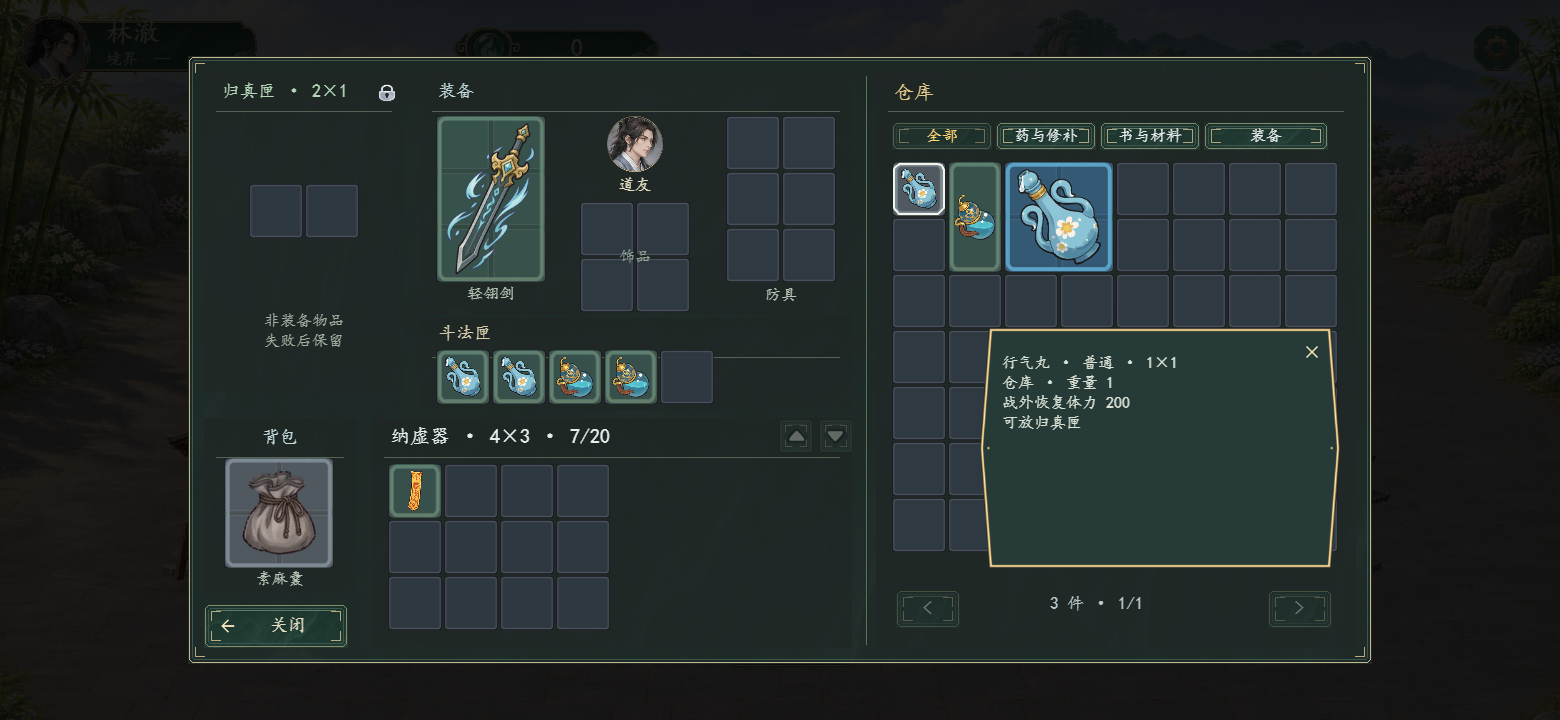 林澈
境界 一
0
归真匣 • 2×1
装备
仓库
全部
药与修补
书与材料
装备
道友
饰品
轻翎剑
防具
非装备物品
失败后保留
斗法匣
行气丸 • 普通 • 1×1
仓库 • 重量 1
战外恢复体力 200
可放归真匣
背包
纳虚器 • 4×3 • 7/20
素麻囊
关闭
3 件 • 1/1